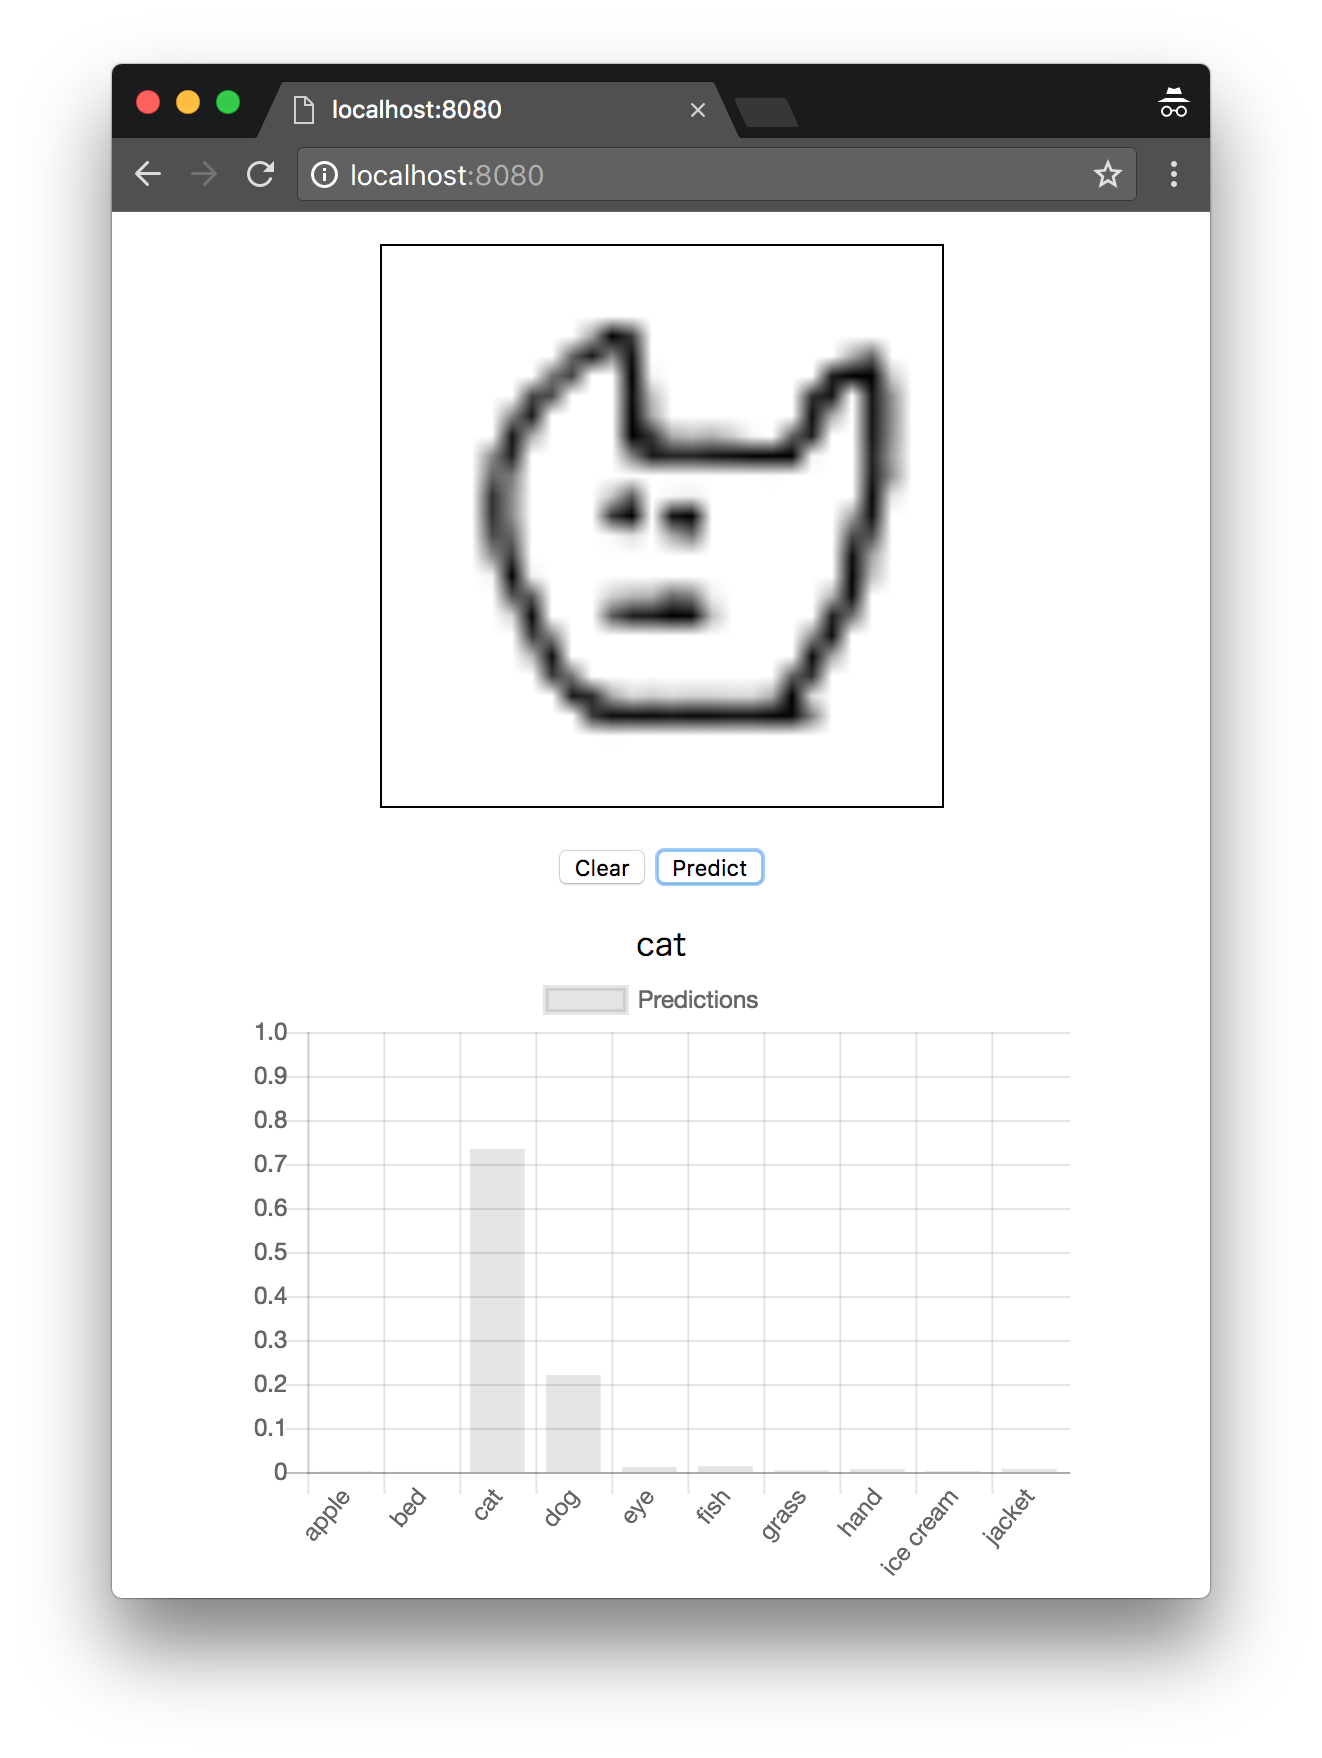 localhost:8080
localhost:8080
Clear Predict
cat
Predictions
1.0
0.9
0.8
0.7
0.6
0.5
0.4
0.3
0.2
0.1
0
apple bed cat dog eye fish grass hand ice cream jacket